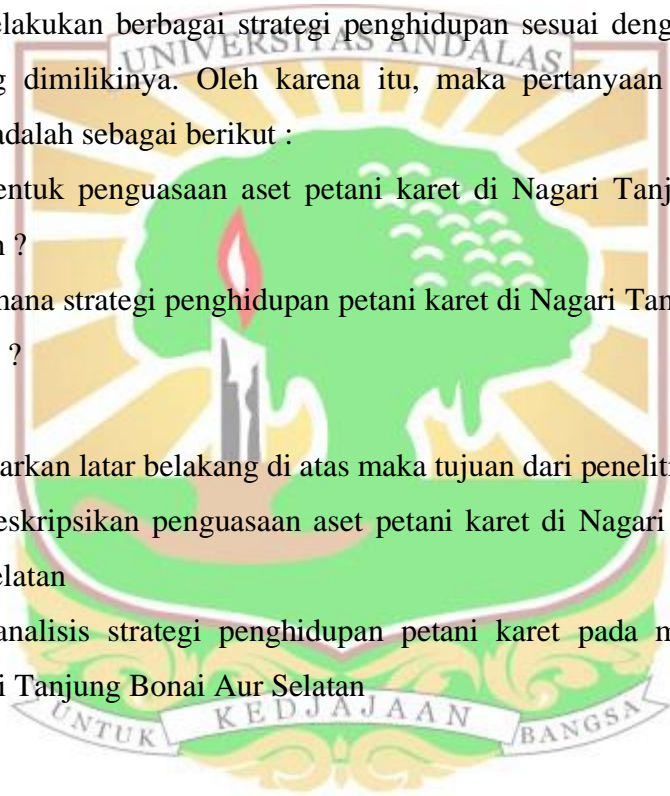 elakukan berbagai strategi penghidupan sesuai deng
UNIVERSITAS ANDALAS
g dimilikinya. Oleh karena itu, maka pertanyaan
adalah sebagai berikut :
entuk penguasaan aset petani karet di Nagari Tanj
n ?
nana strategi penghidupan petani karet di Nagari Tan
?
arkan latar belakang di atas maka tujuan dari penelit
eskripsikan penguasaan aset petani karet di Nagari
elatan
analisis strategi penghidupan petani karet pada m
i Tanjung Bonai Aur Selatan
UNTUK KEDJAJAAN BANGSA